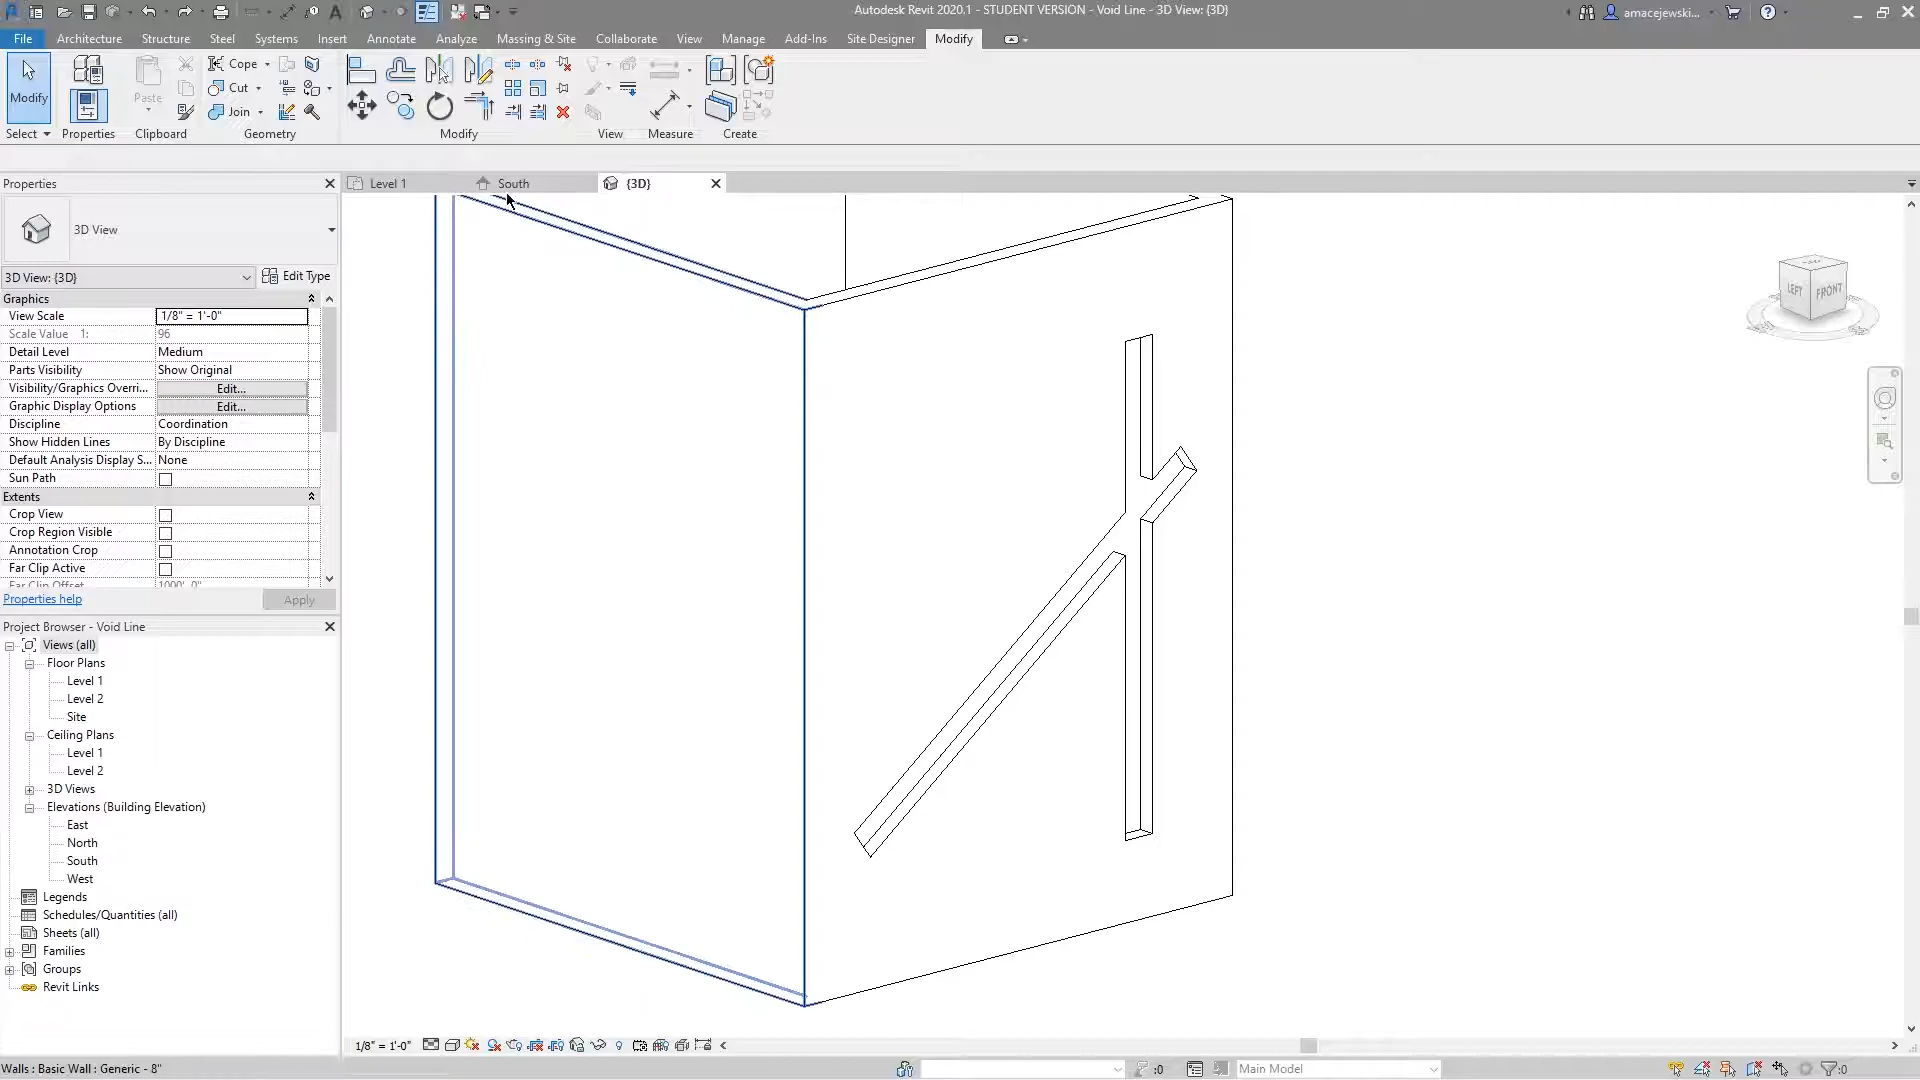 Autodesk Revit 2020.1 - STUDENT VERSION - Void Line - 3D View: {3D}
amacejewski...
File
Architecture
Structure
Steel
Systems
Insert
Annotate
Analyze
Massing & Site
Collaborate
View
Manage
Add-Ins
Site Designer
Modify
Modify
Paste
Cope
Cut
Join
Select
Properties
Clipboard
Geometry
Modify
View
Measure
Create
Properties
Level 1
South
{3D}
3D View
3D View: {3D}
Edit Type
Graphics
View Scale
1/8" = 1'-0"
Scale Value 1:
96
Detail Level
Medium
Parts Visibility
Show Original
Visibility/Graphics Overri...
Edit...
Graphic Display Options
Edit...
Discipline
Coordination
Show Hidden Lines
By Discipline
Default Analysis Display S...
None
Sun Path
Extents
Crop View
Crop Region Visible
Annotation Crop
Far Clip Active
Far Clip Offset
1000' 0"
Properties help
Apply
Project Browser - Void Line
Views (all)
Floor Plans
Level 1
Level 2
Site
Ceiling Plans
Level 1
Level 2
3D Views
Elevations (Building Elevation)
East
North
South
West
Legends
Schedules/Quantities (all)
Sheets (all)
Families
Groups
Revit Links
LEFT
FRONT
1/8" = 1'-0"
Walls : Basic Wall : Generic - 8"
:0
Main Model
:0